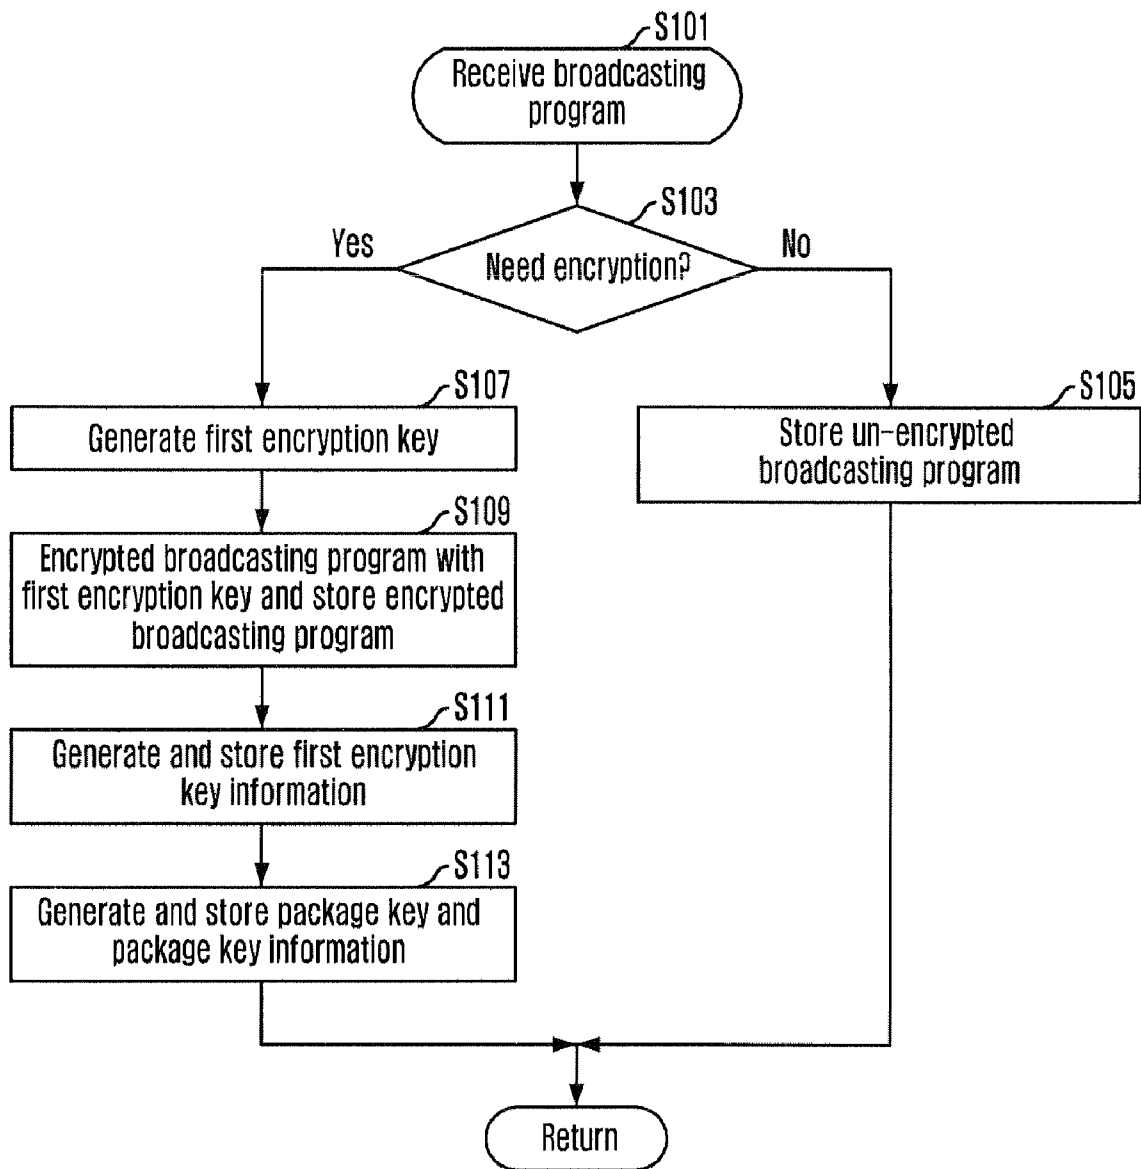 S101
Receive broadcasting
program
S103
Yes
Need encryption?
No
S107
Generate first encryption key
S105
Store un-encrypted
broadcasting program
S109
Encrypted broadcasting program with
first encryption key and store encrypted
broadcasting program
S111
Generate and store first encryption
key information
S113
Generate and store package key and
package key information
Return